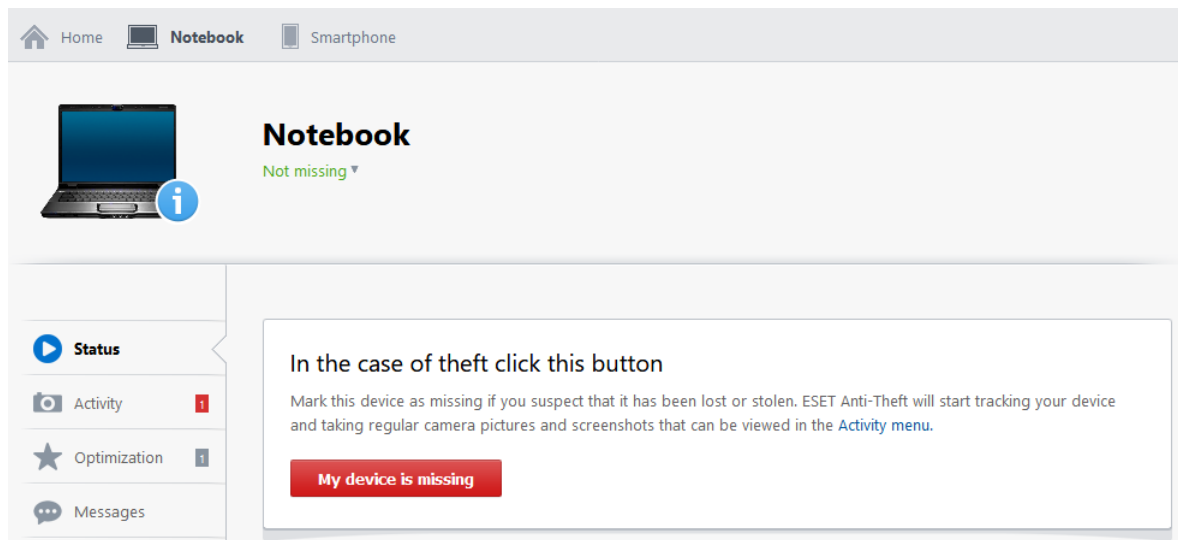 Home Notebook Smartphone
Notebook
Not missing
Status
Activity 1
Optimization 1
Messages
In the case of theft click this button
Mark this device as missing if you suspect that it has been lost or stolen. ESET Anti-Theft will start tracking your device
and taking regular camera pictures and screenshots that can be viewed in the Activity menu.
My device is missing